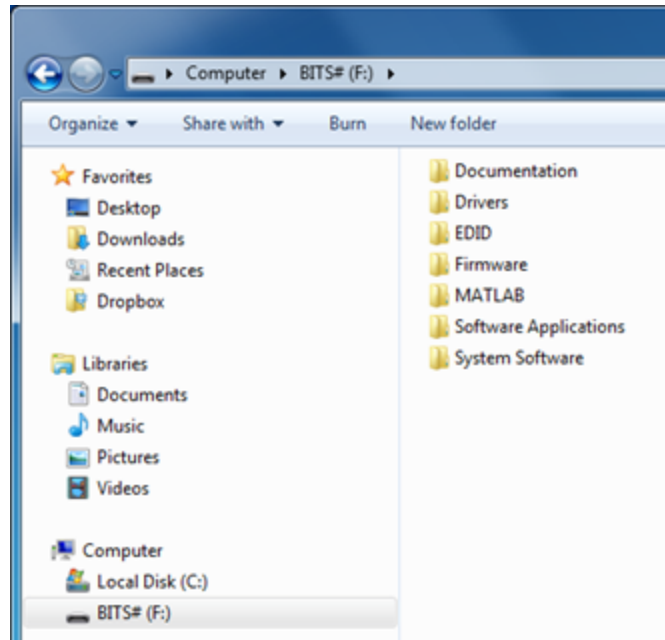 Computer BITS# (F:)
Organize Share with Burn New folder
Favorites
Desktop
Downloads
Recent Places
Dropbox
Libraries
Documents
Music
Pictures
Videos
Computer
Local Disk (C:)
BITS# (F:)
Documentation
Drivers
EDID
Firmware
MATLAB
Software Applications
System Software